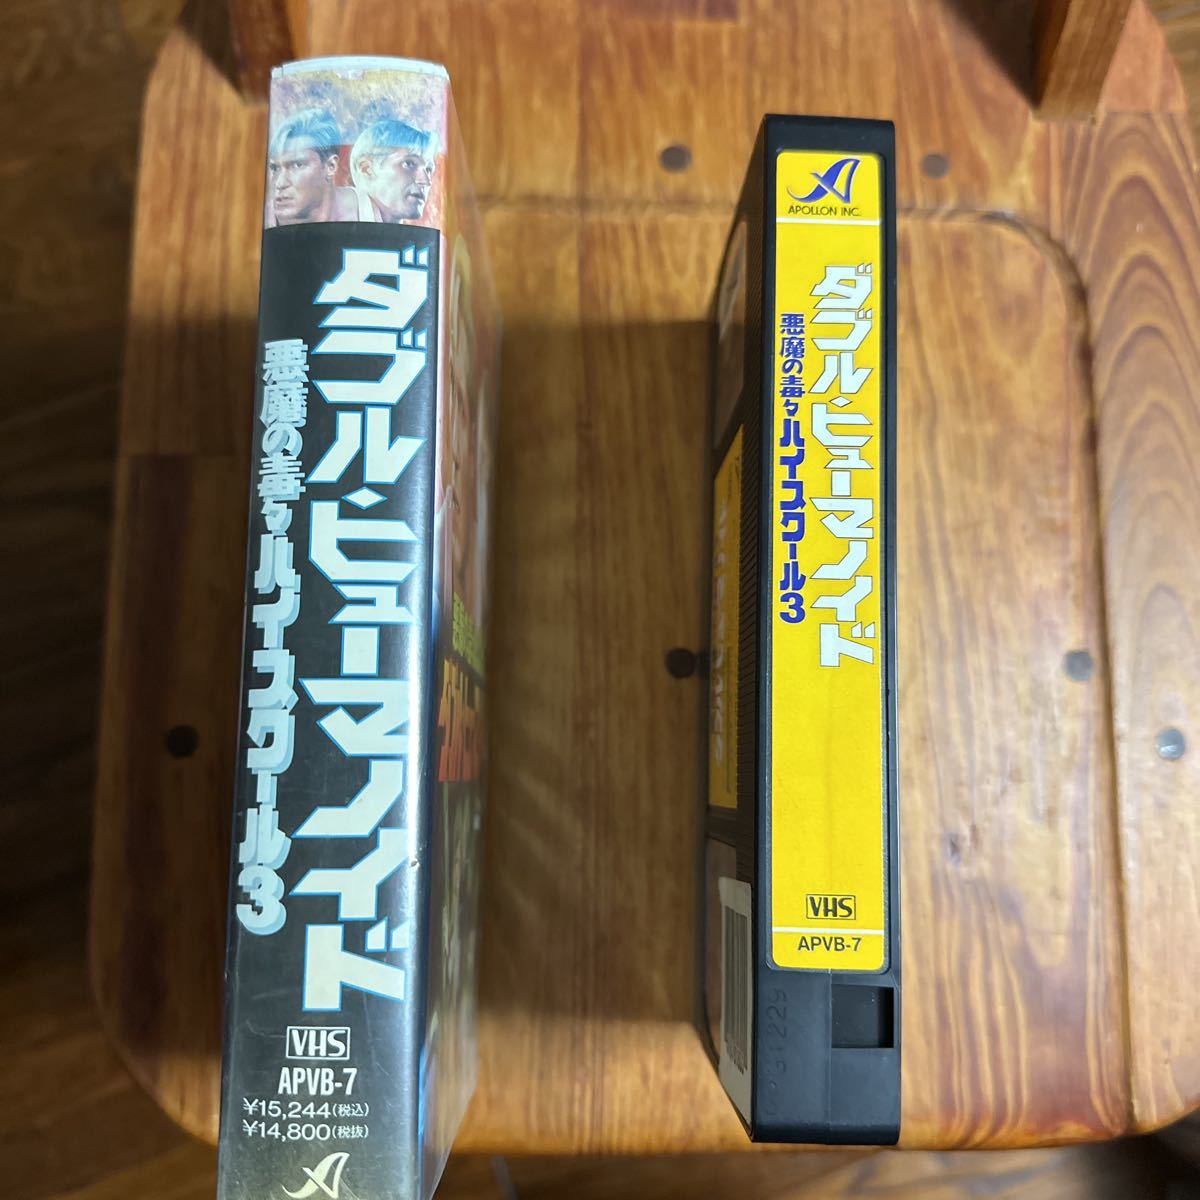 ダブル・ヒューマノイド
悪魔の毒々ハイスクール3
VHS
APVB-7
¥15,244(税込)
¥14,800(税抜)
APOLLON INC.
ダブル・ヒューマノイド
悪魔の毒々ハイスクール3
VHS
APVB-7